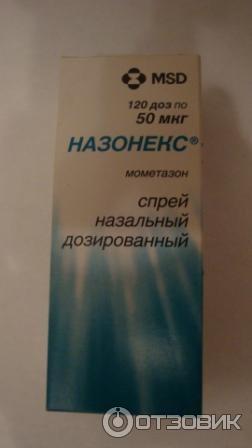 MSD
120 доз по
50 мкг
НАЗОНЕКС®
мометазон
спрей
назальный
дозированный
ОТЗОВИК